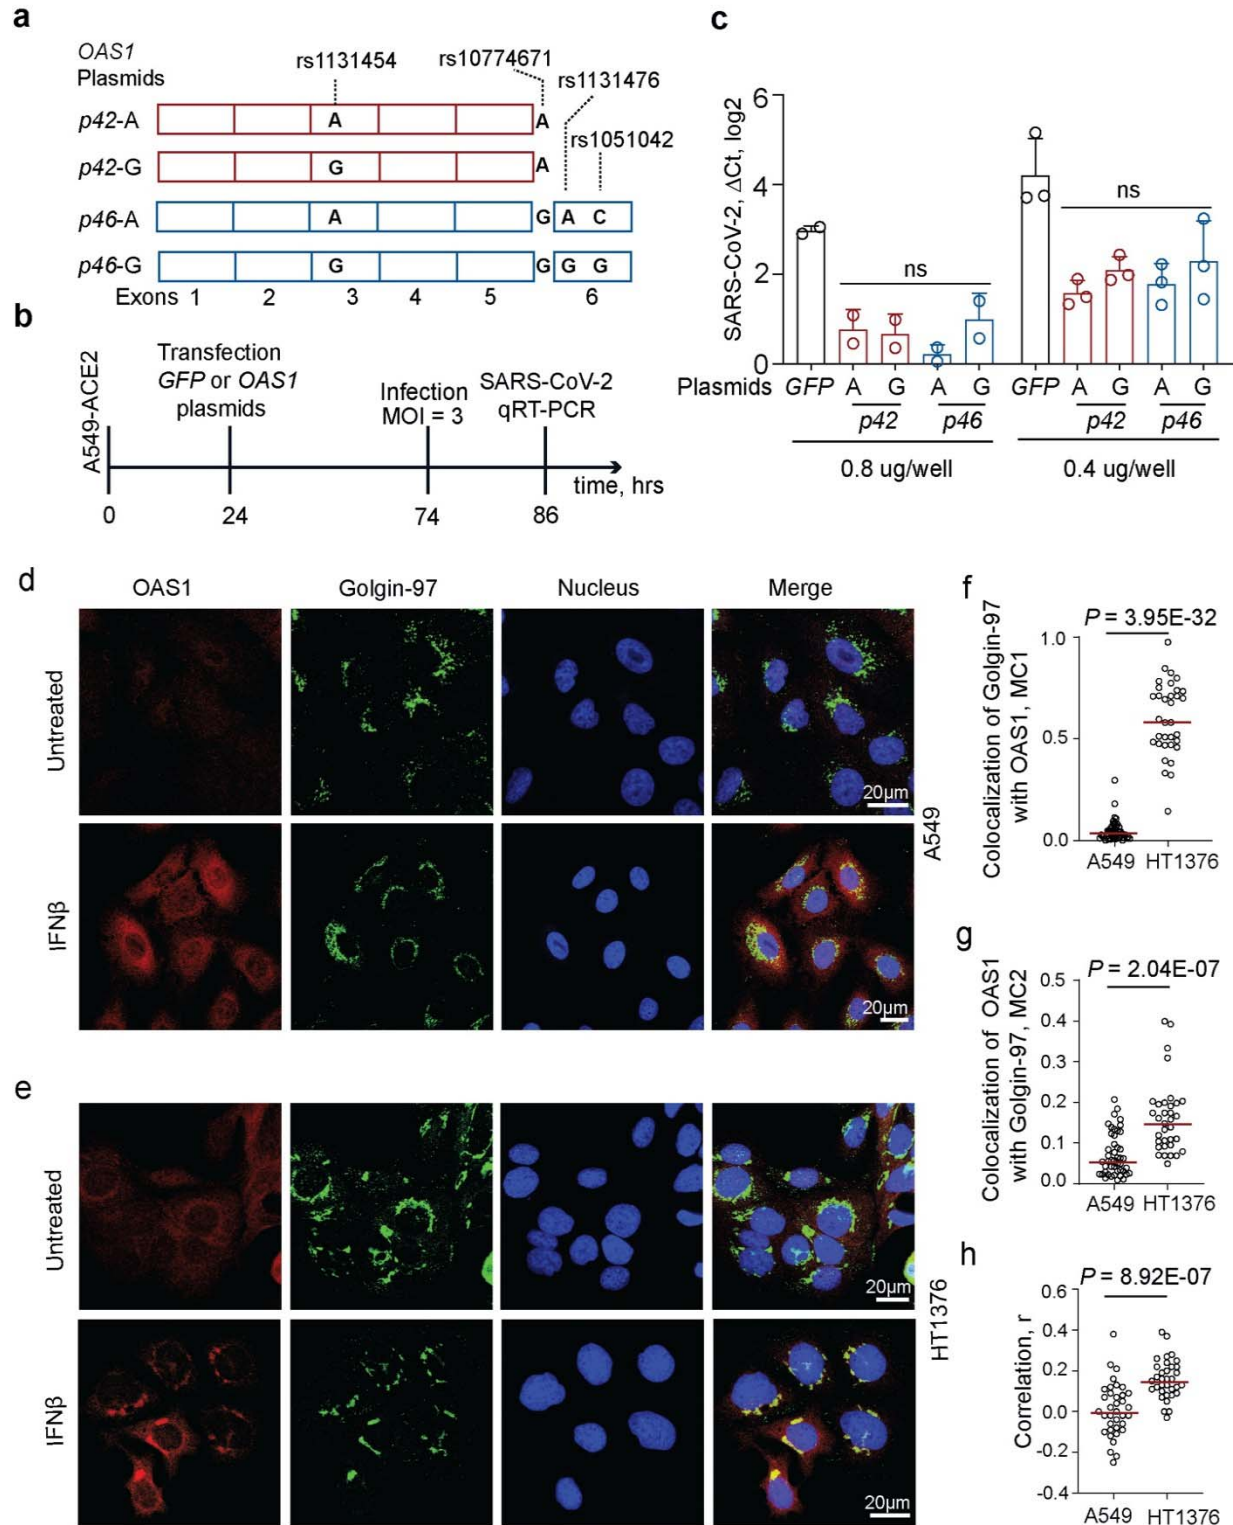 a
OAS1
Plasmids
rs1131454
rs10774671
rs1131476
rs1051042
p42-A
A
A
p42-G
G
A
p46-A
A
G A C
p46-G
G
G G G
Exons 1 2 3 4 5 6
b
A549-ACE2
Transfection
GFP or OAS1
plasmids
Infection
MOI = 3
SARS-CoV-2
qRT-PCR
time, hrs
0 24 74 86
c
SARS-CoV-2, ΔCt, log2
6
4
2
0
ns
ns
Plasmids GFP A G A G GFP A G A G
p42 p46 p42 p46
0.8 ug/well 0.4 ug/well
d
OAS1 Golgin-97 Nucleus Merge
Untreated
20µm
IFNβ
20µm
A549
e
Untreated
20µm
IFNβ
20µm
HT1376
f
P = 3.95E-32
Colocalization of Golgin-97
with OAS1, MC1
1.0
0.5
0.0
A549 HT1376
g
P = 2.04E-07
Colocalization of OAS1
with Golgin-97, MC2
0.5
0.4
0.3
0.2
0.1
0.0
A549 HT1376
h
P = 8.92E-07
Correlation, r
0.6
0.4
0.2
0.0
-0.2
-0.4
A549 HT1376